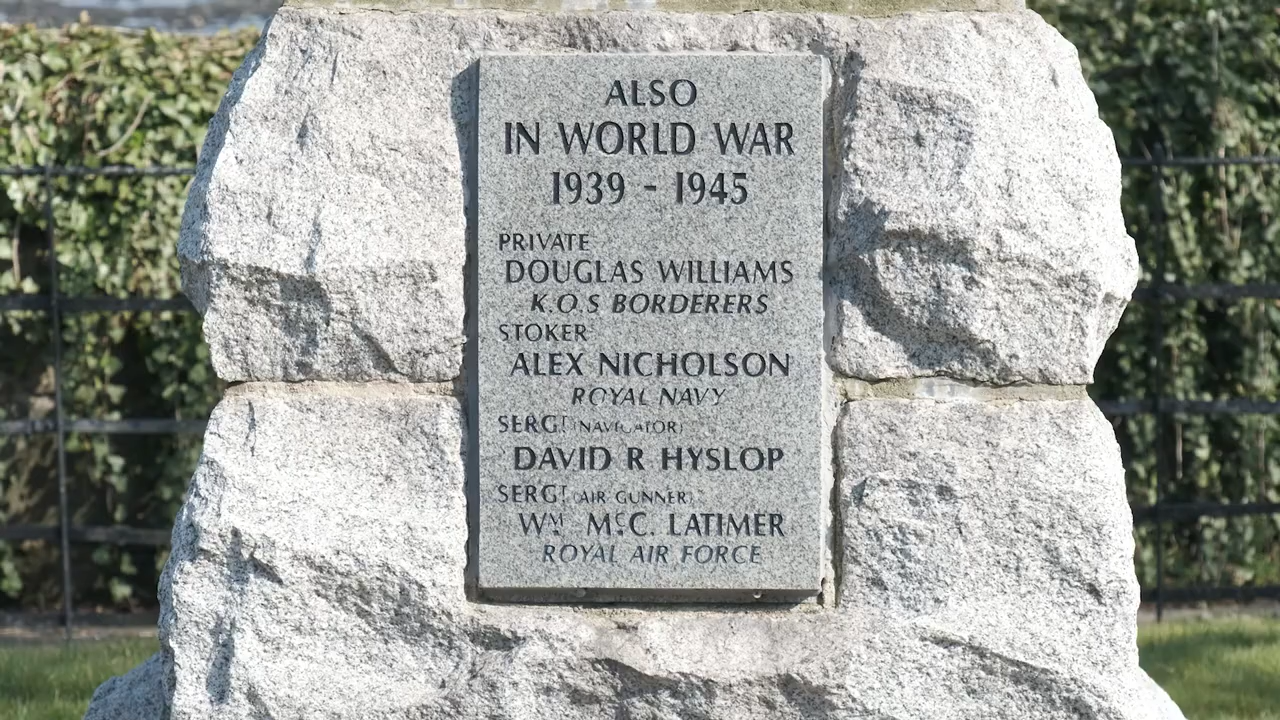 ALSO
IN WORLD WAR
1939 - 1945
PRIVATE
DOUGLAS WILLIAMS
K.O.S BORDERERS
STOKER
ALEX NICHOLSON
ROYAL NAVY
SERGT (NAVIGATOR)
DAVID R HYSLOP
SERGT (AIR GUNNER)
WM MCC. LATIMER
ROYAL AIR FORCE